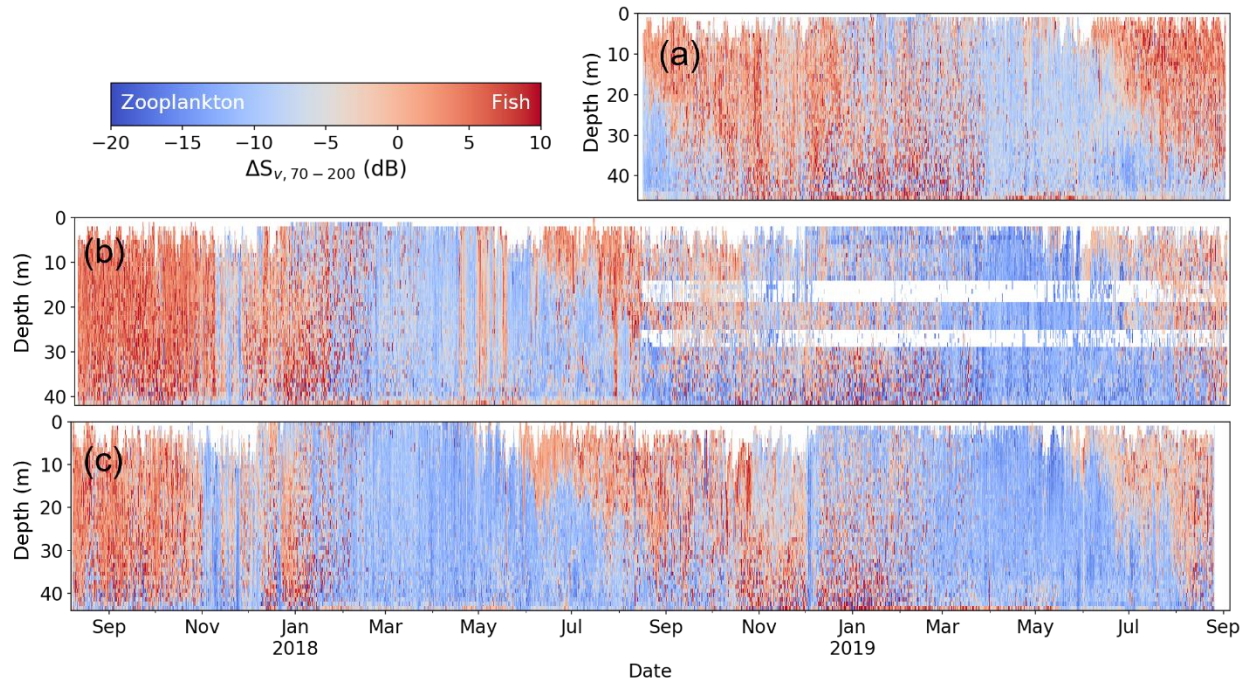 (a)
0
10
20
30
40
Depth (m)
Zooplankton Fish
−20 −15 −10 −5 0 5 10
ΔSv, 70 − 200 (dB)
(b)
0
10
20
30
40
Depth (m)
(c)
0
10
20
40
Depth (m)
30
Sep Nov Jan Mar May Jul Sep Nov Jan Mar May Jul Sep
2018 2019
Date